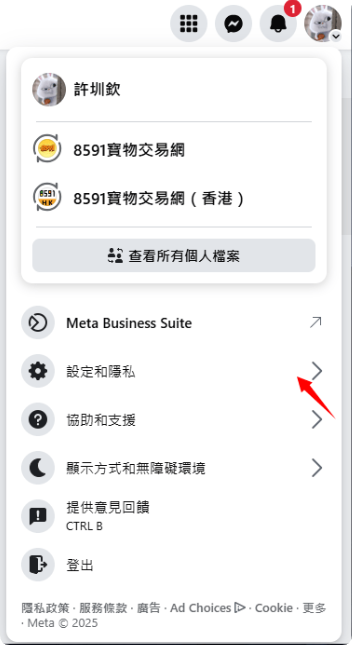 1
許圳欽
8591寶物交易網
8591
HK
8591寶物交易網（香港）
查看所有個人檔案
Meta Business Suite
設定和隱私
協助和支援
顯示方式和無障礙環境
提供意見回饋
CTRL B
登出
隱私政策 · 服務條款 · 廣告 · Ad Choices · Cookie · 更多
· Meta © 2025